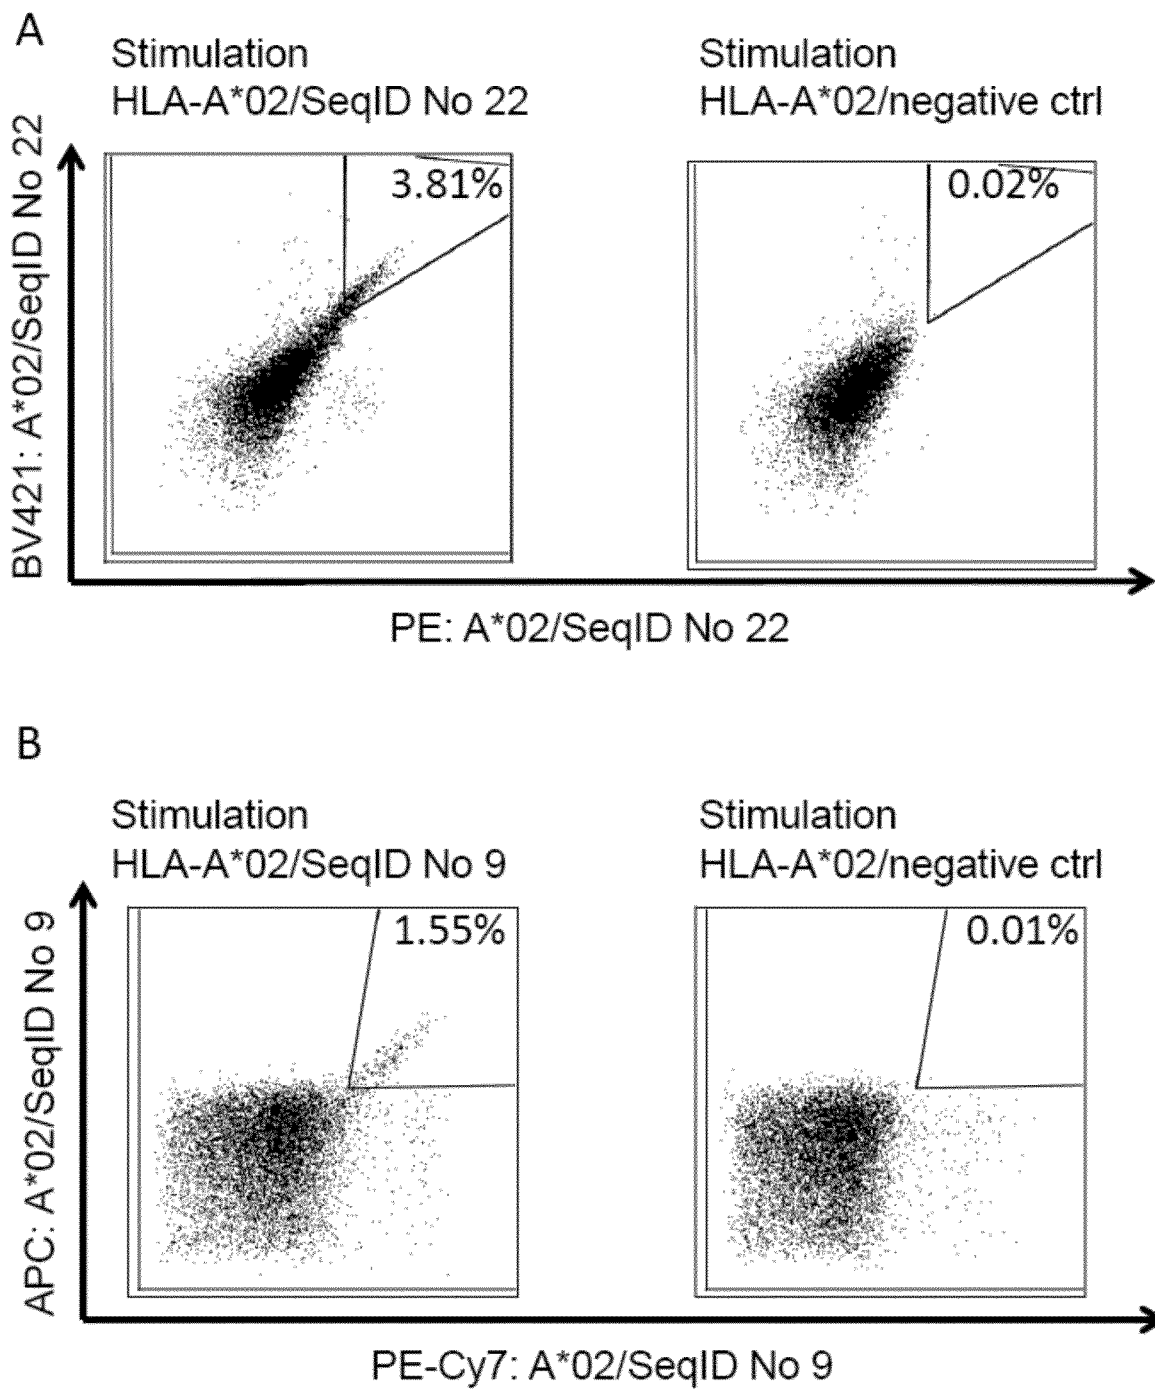 A
Stimulation
HLA-A*02/SeqID No 22
Stimulation
HLA-A*02/negative ctrl
BV421: A*02/SeqID No 22
3.81%
0.02%
PE: A*02/SeqID No 22
B
Stimulation
HLA-A*02/SeqID No 9
Stimulation
HLA-A*02/negative ctrl
APC: A*02/SeqID No 9
1.55%
0.01%
PE-Cy7: A*02/SeqID No 9